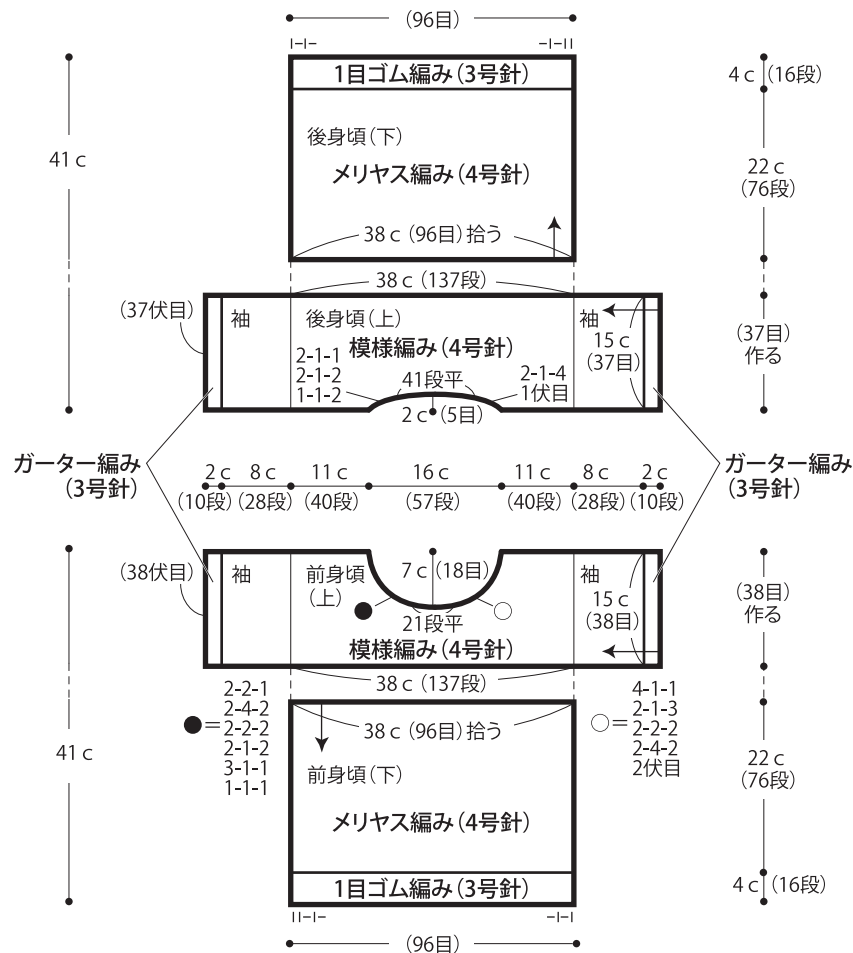 (96目)
1目ゴム編み(3号針)
4c(16段)
後身頃(下)
41c
メリヤス編み(4号針)
22c
(76段)
38c(96目)拾う
38c(137段)
(37伏目)
袖
後身頃(上)
袖
模様編み(4号針)
15c
(37目)
(37目)
作る
2-1-1
2-1-2
1-1-2
41段平
2-1-4
1伏目
2c(5目)
ガーター編み
(3号針)
2c
(10段)
8c
(28段)
11c
(40段)
16c
(57段)
11c
(40段)
8c
(28段)
2c
(10段)
ガーター編み
(3号針)
(38伏目)
袖
前身頃
(上)
7c(18目)
袖
15c
(38目)
(38目)
作る
21段平
模様編み(4号針)
38c(137段)
●=
2-2-1
2-4-2
2-2-2
2-1-2
3-1-1
1-1-1
38c(96目)拾う
○=
4-1-1
2-1-3
2-2-2
2-4-2
2伏目
41c
前身頃(下)
22c
(76段)
メリヤス編み(4号針)
1目ゴム編み(3号針)
4c(16段)
(96目)